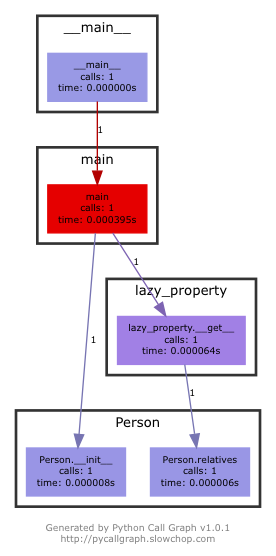 __main__
__main__
calls: 1
time: 0.000000s
1
main
main
calls: 1
time: 0.000395s
1
lazy_property
lazy_property.__get__
calls: 1
time: 0.000064s
1
1
Person
Person.__init__
calls: 1
time: 0.000008s
Person.relatives
calls: 1
time: 0.000006s
Generated by Python Call Graph v1.0.1
http://pycallgraph.slowchop.com